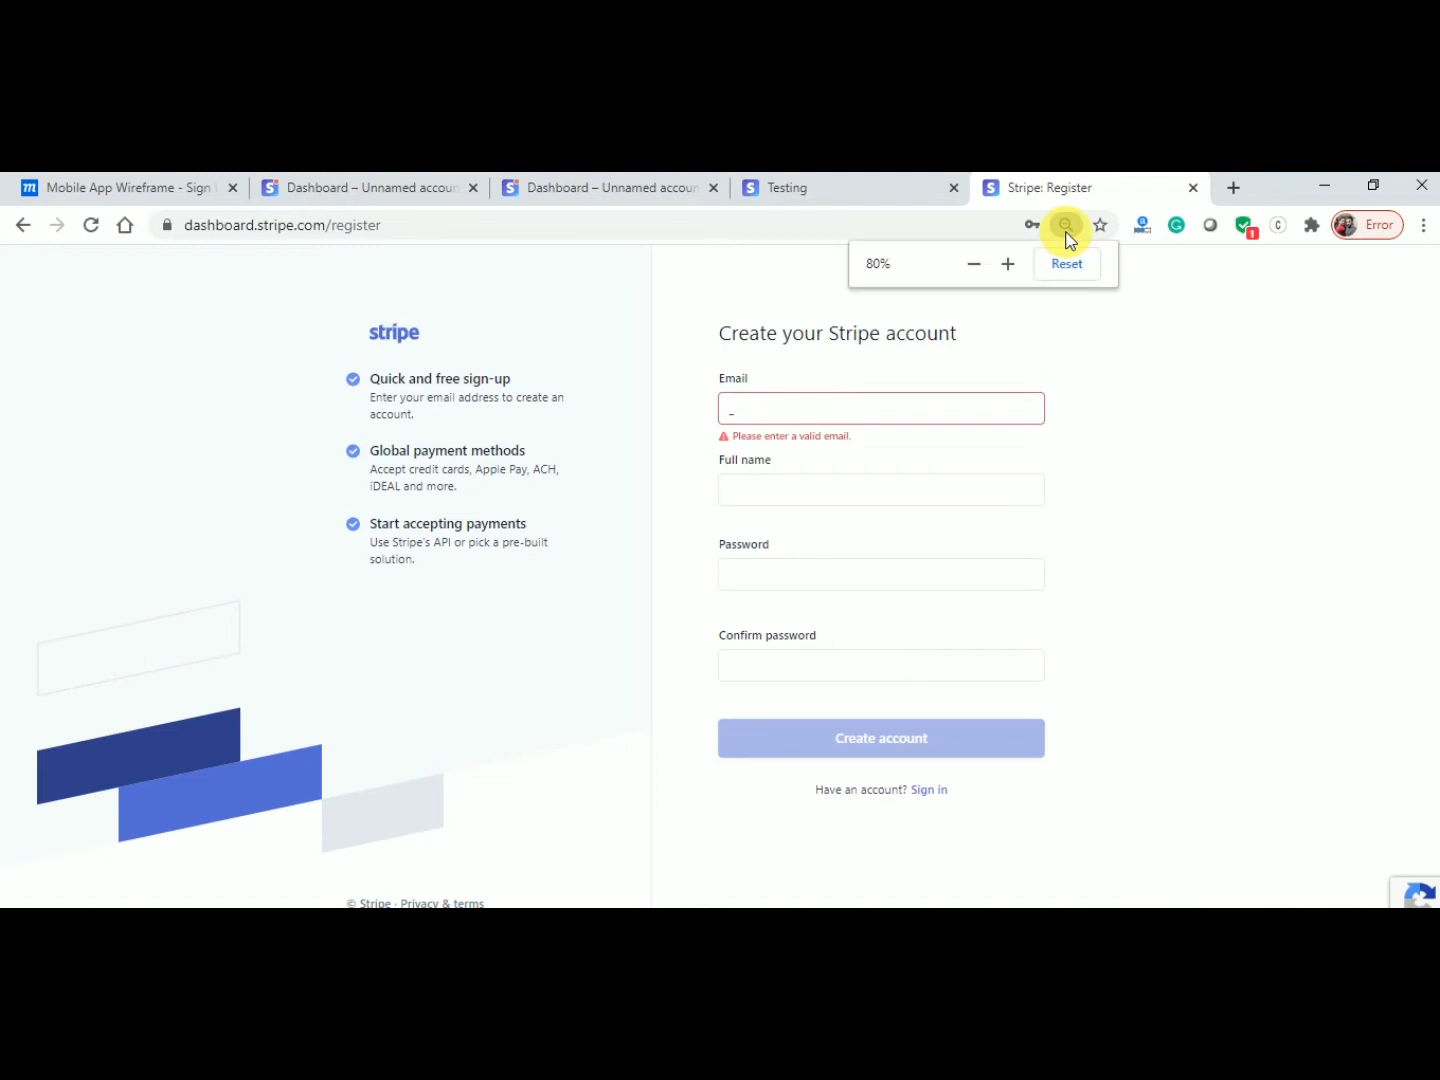 Mobile App Wireframe - Sign
Dashboard – Unnamed accoun
Dashboard – Unnamed accoun
Testing
Stripe: Register
dashboard.stripe.com/register
1
Error
80%
Reset
stripe
Quick and free sign-up
Enter your email address to create an
account.
Global payment methods
Accept credit cards, Apple Pay, ACH,
iDEAL and more.
Start accepting payments
Use Stripe's API or pick a pre-built
solution.
© Stripe · Privacy & terms
Create your Stripe account
Email
_
Please enter a valid email.
Full name
Password
Confirm password
Create account
Have an account? Sign in